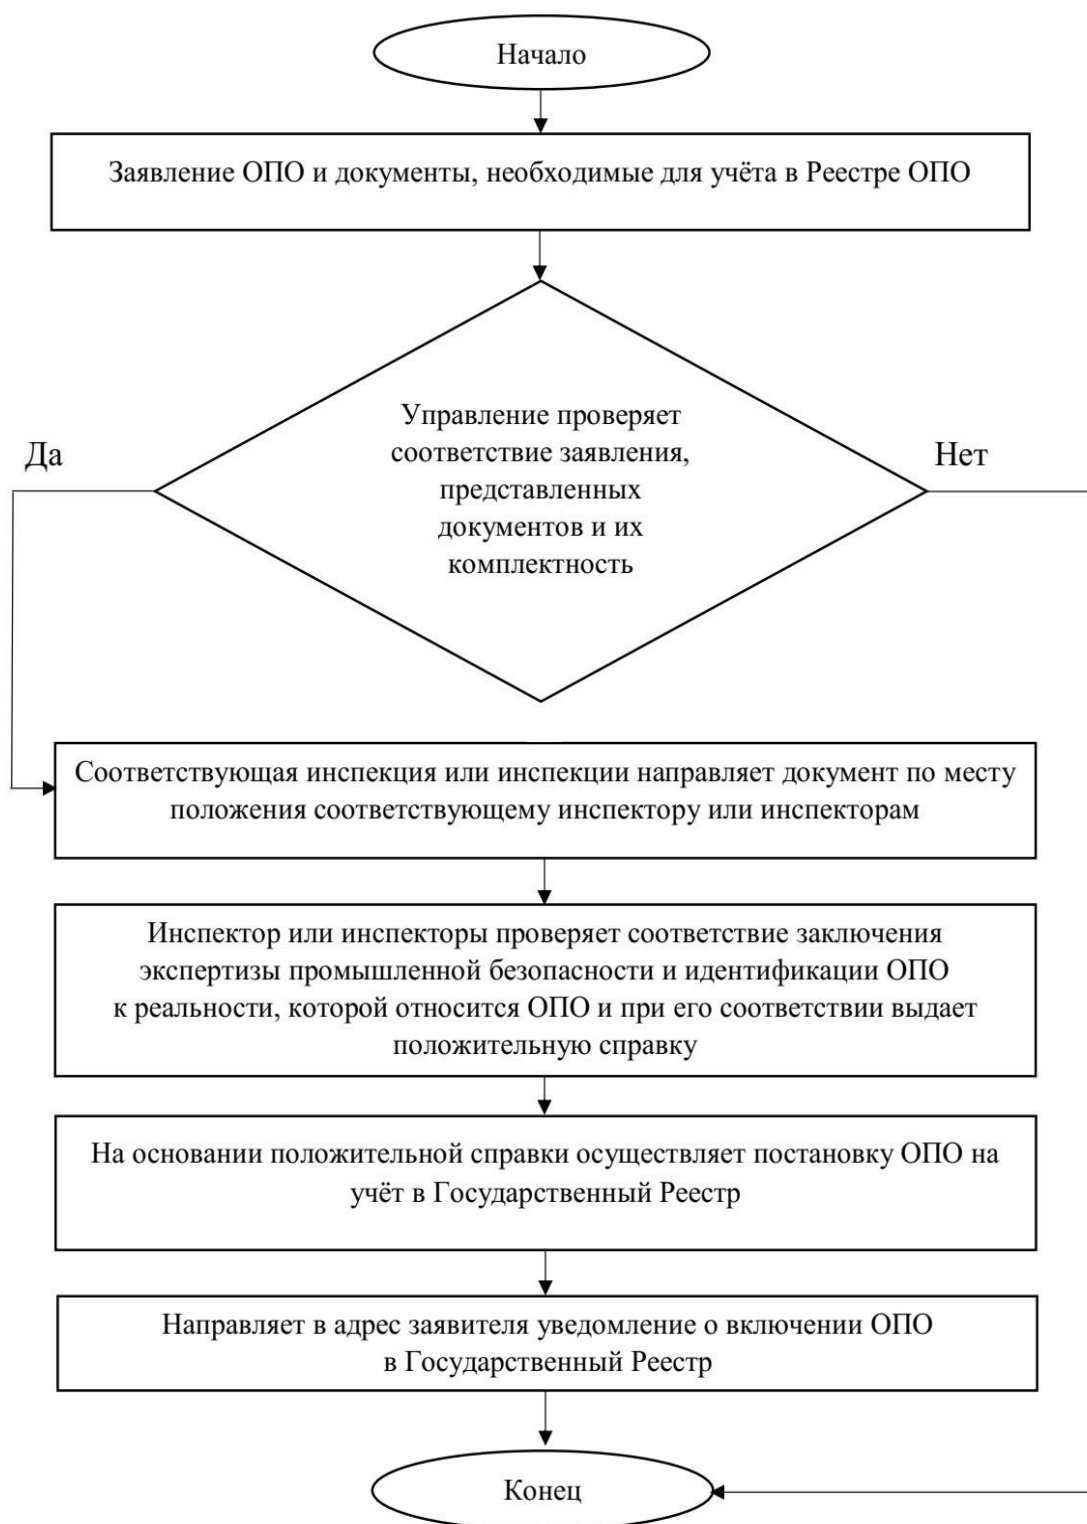 Начало
Заявление ОПО и документы, необходимые для учёта в Реестре ОПО
Управление проверяет
соответствие заявления,
представленных
документов и их
комплектность
Да
Нет
Соответствующая инспекция или инспекции направляет документ по месту
положения соответствующему инспектору или инспекторам
Инспектор или инспекторы проверяет соответствие заключения
экспертизы промышленной безопасности и идентификации ОПО
к реальности, которой относится ОПО и при его соответствии выдает
положительную справку
На основании положительной справки осуществляет постановку ОПО на
учёт в Государственный Реестр
Направляет в адрес заявителя уведомление о включении ОПО
в Государственный Реестр
Конец